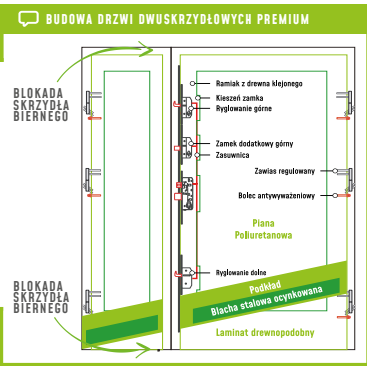 BUDOWA DRZWI DWUSKRZYDŁOWYCH PREMIUM
BLOKADA
SKRZYDŁA
BIERNEGO
Ramiak z drewna klejonego
Kieszeń zamka
Ryglowanie górne
Zamek dodatkowy górny
Zasuwnica
Zawias regulowany
Bolec antywyważeniowy
Piana
Poliuretanowa
Ryglowanie dolne
BLOKADA
SKRZYDŁA
BIERNEGO
Podkład
Blacha stalowa ocynkowana
Laminat drewnopodobny